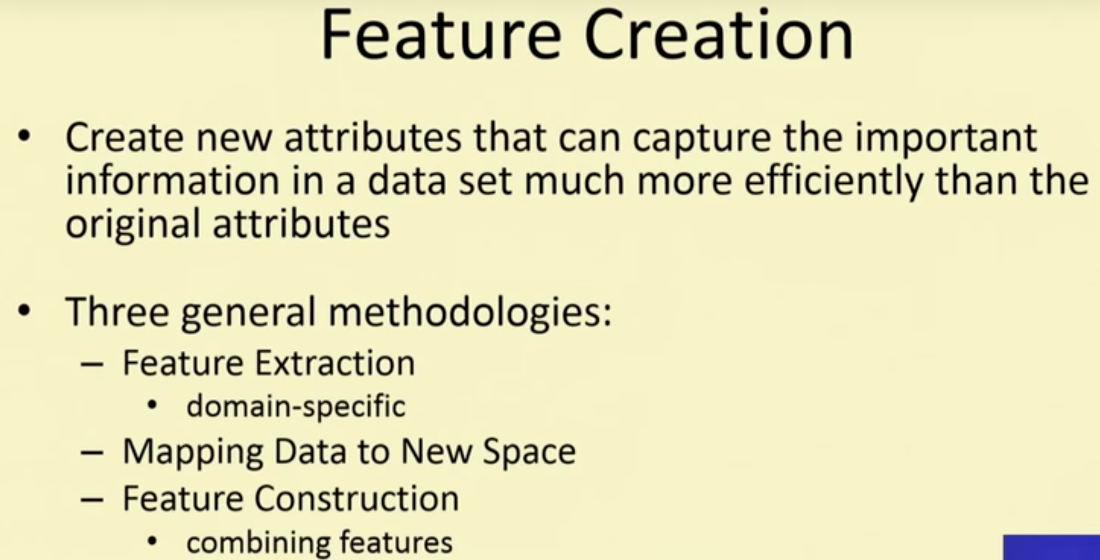 Feature Creation
• Create new attributes that can capture the important
information in a data set much more efficiently than the
original attributes
• Three general methodologies:
– Feature Extraction
• domain-specific
– Mapping Data to New Space
– Feature Construction
• combining features